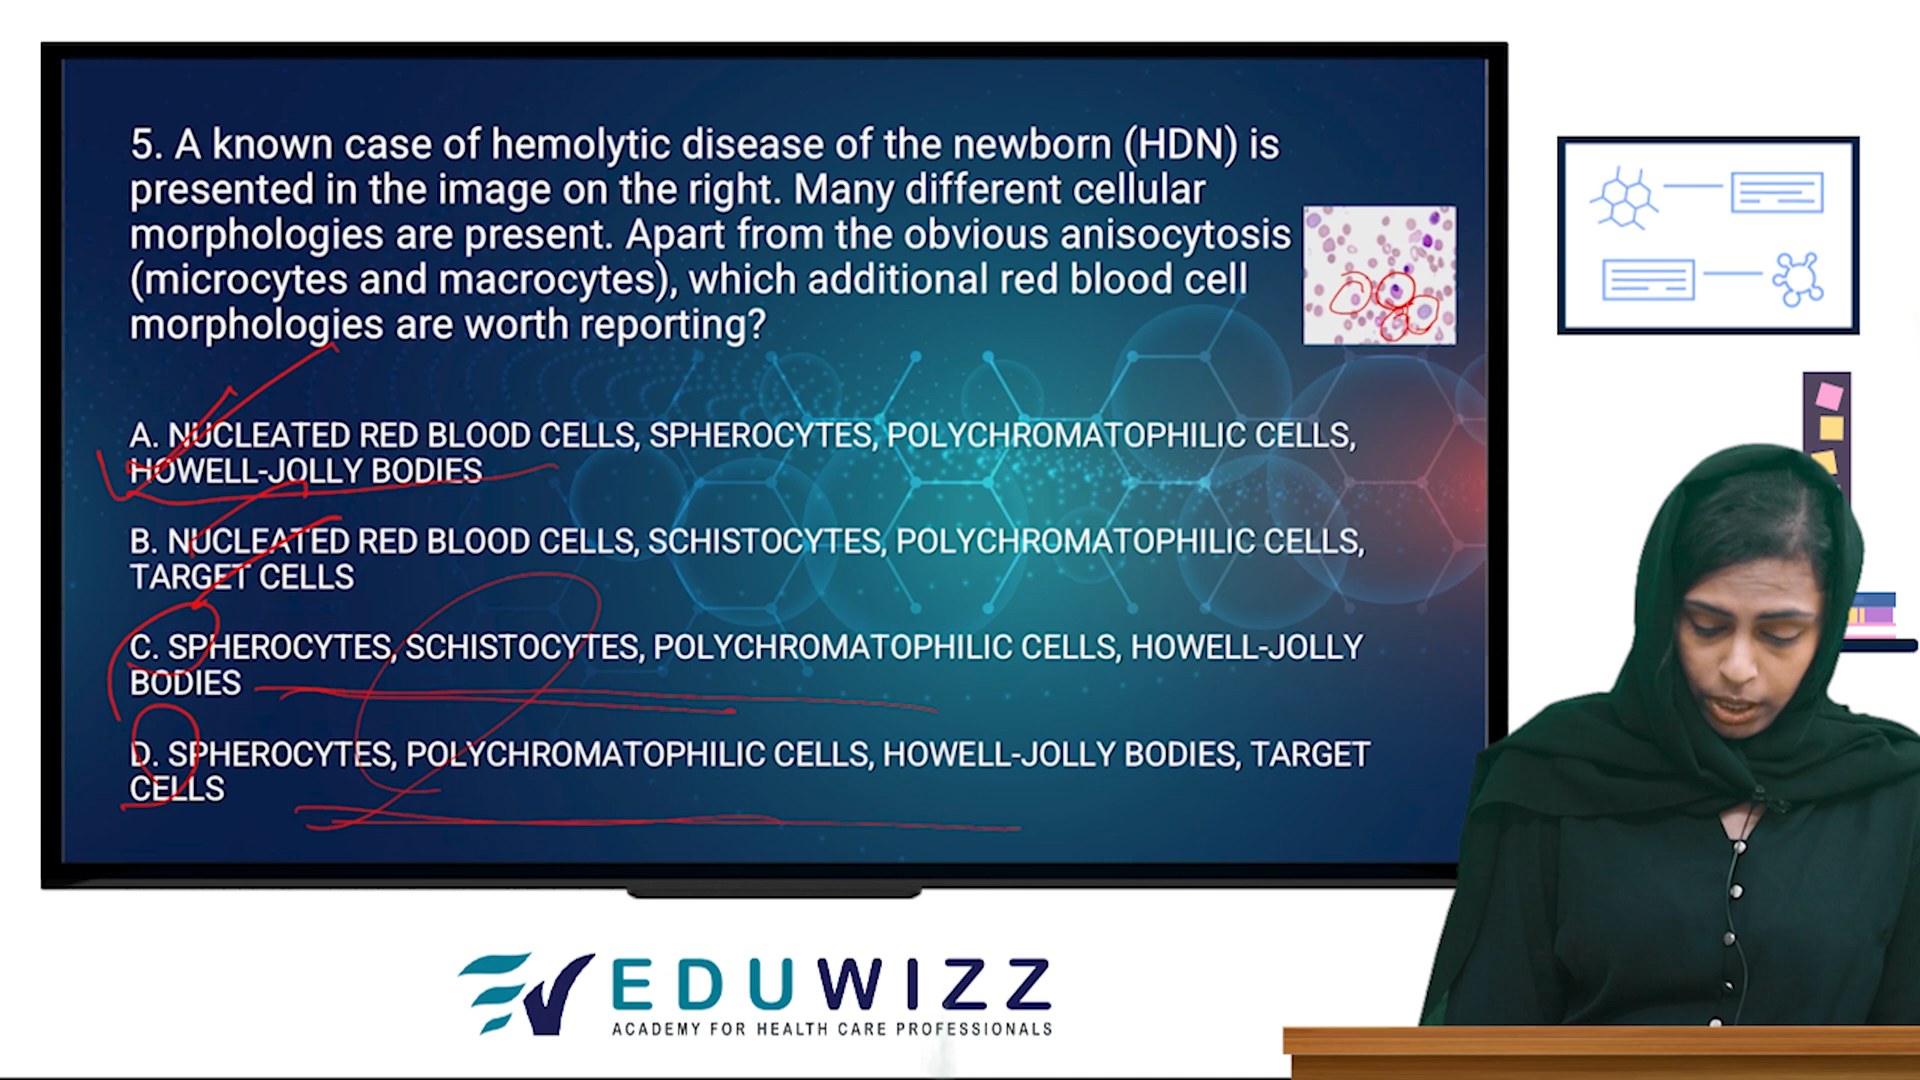 5. A known case of hemolytic disease of the newborn (HDN) is
presented in the image on the right. Many different cellular
morphologies are present. Apart from the obvious anisocytosis
(microcytes and macrocytes), which additional red blood cell
morphologies are worth reporting?
A. NUCLEATED RED BLOOD CELLS, SPHEROCYTES, POLYCHROMATOPHILIC CELLS,
HOWELL-JOLLY BODIES
B. NUCLEATED RED BLOOD CELLS, SCHISTOCYTES, POLYCHROMATOPHILIC CELLS,
TARGET CELLS
C. SPHEROCYTES, SCHISTOCYTES, POLYCHROMATOPHILIC CELLS, HOWELL-JOLLY
BODIES
D. SPHEROCYTES, POLYCHROMATOPHILIC CELLS, HOWELL-JOLLY BODIES, TARGET
CELLS
EDUWIZZ
ACADEMY FOR HEALTH CARE PROFESSIONALS